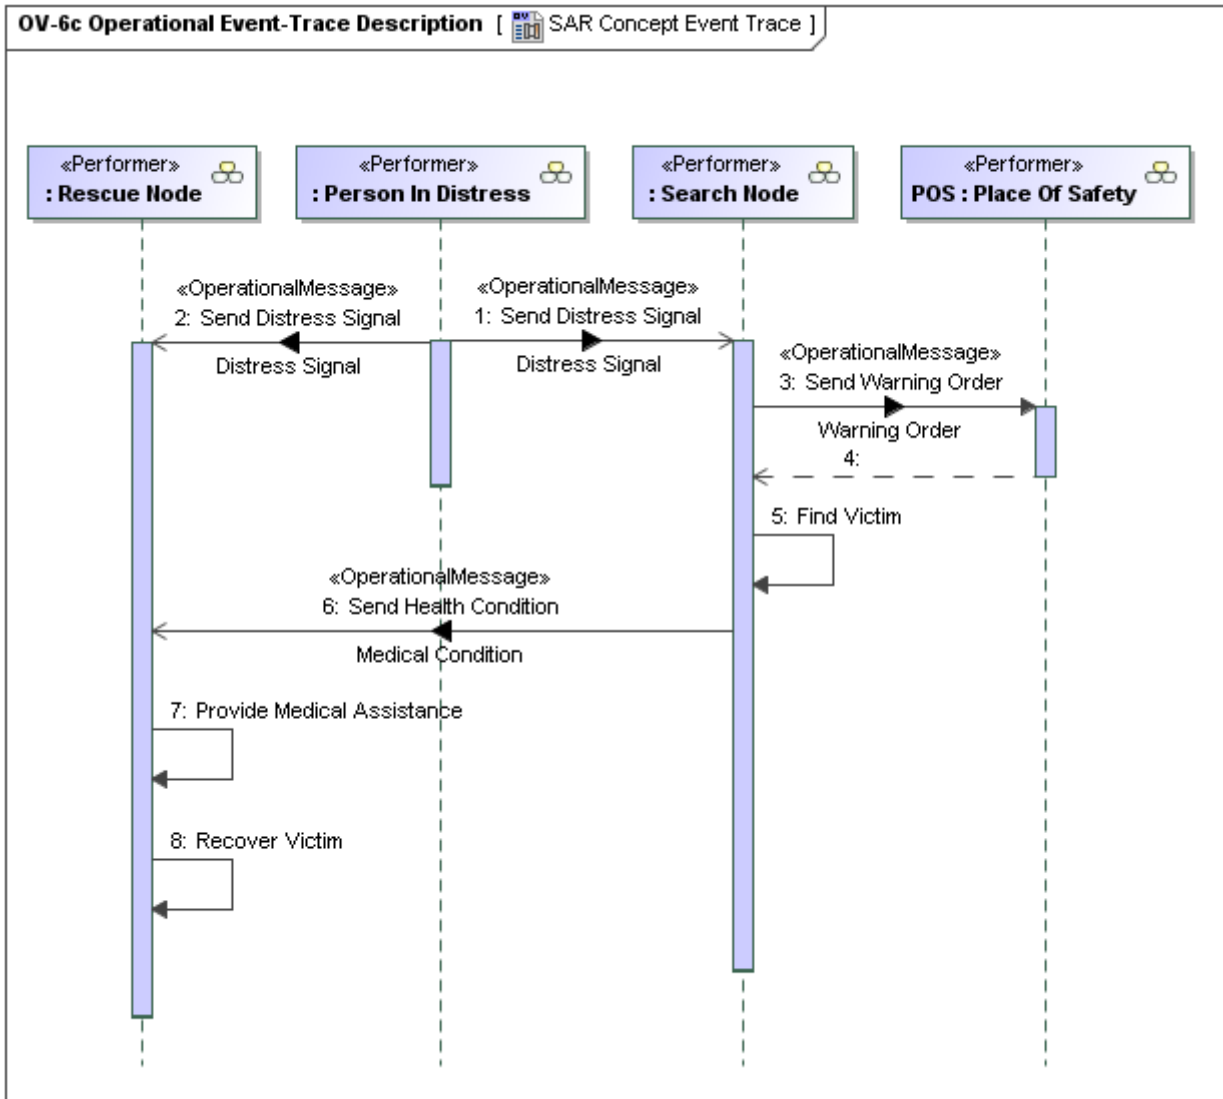 OV-6c Operational Event-Trace Description [ SAR Concept Event Trace ]
«Performer»
: Rescue Node
«Performer»
: Person In Distress
«Performer»
: Search Node
«Performer»
POS : Place Of Safety
«OperationalMessage»
2: Send Distress Signal
Distress Signal
«OperationalMessage»
1: Send Distress Signal
Distress Signal
«OperationalMessage»
3: Send Warning Order
Warning Order
4:
5: Find Victim
«OperationalMessage»
6: Send Health Condition
Medical Condition
7: Provide Medical Assistance
8: Recover Victim